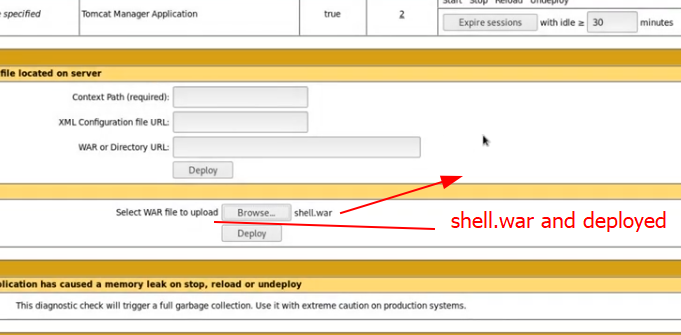 e specified Tomcat Manager Application true 2
Start Stop Reload Undeploy
Expire sessions with idle ≥ 30 minutes
file located on server
Context Path (required):
XML Configuration file URL:
WAR or Directory URL:
Deploy
Select WAR file to upload Browse... shell.war
shell.war and deployed
Deploy
plication has caused a memory leak on stop, reload or undeploy
This diagnostic check will trigger a full garbage collection. Use it with extreme caution on production systems.